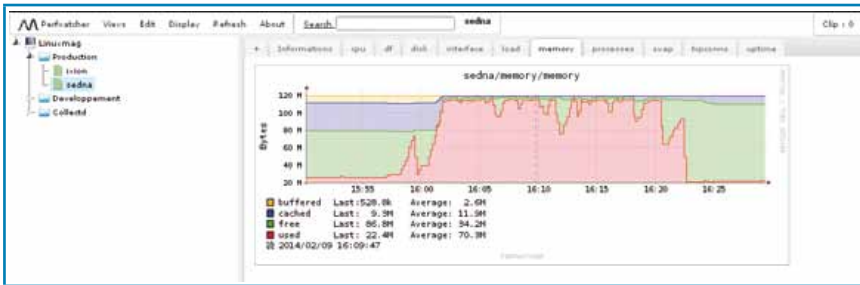 Perfwatcher Views Edit Display Refresh About Search sedna Clip : 0
Linuxmag
Production
ixion
sedna
Developpement
Collectd
+ Informations cpu df disk interface load memory processes swap tcpconns uptime
sedna/memory/memory
Bytes
120 M
100 M
80 M
60 M
40 M
20 M
15:55 16:00 16:05 16:10 16:15 16:20 16:25
buffered Last:528.8k Average: 2.6M
cached Last: 9.9M Average: 11.9M
free Last: 86.8M Average: 34.2M
used Last: 22.4M Average: 70.9M
2014/02/09 16:09:47